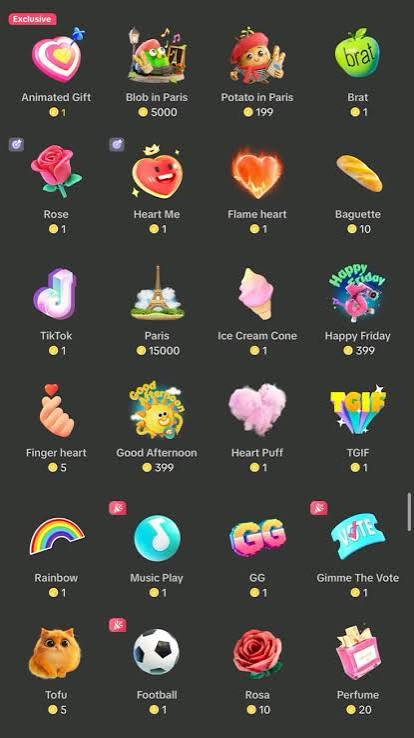 Exclusive
brat
Animated Gift
1
Blob in Paris
5000
Potato in Paris
199
Brat
1
Rose
1
Heart Me
1
Flame heart
1
Baguette
10
Happy Friday
TikTok
1
Paris
15000
Ice Cream Cone
1
Happy Friday
399
Good Afternoon
TGIF
Finger heart
5
Good Afternoon
399
Heart Puff
1
TGIF
1
GG
VOTE
Rainbow
1
Music Play
1
GG
1
Gimme The Vote
1
Tofu
5
Football
1
Rosa
10
Perfume
20